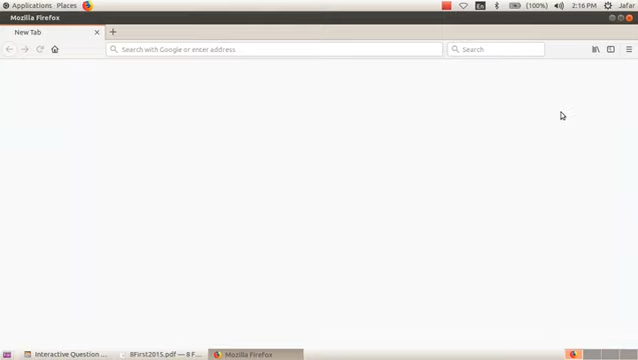 Applications Places En (100%) 2:16 PM Jafar
Mozilla Firefox
New Tab
Search with Google or enter address
Search
Interactive Question ... 8First2015.pdf — 8 F... Mozilla Firefox